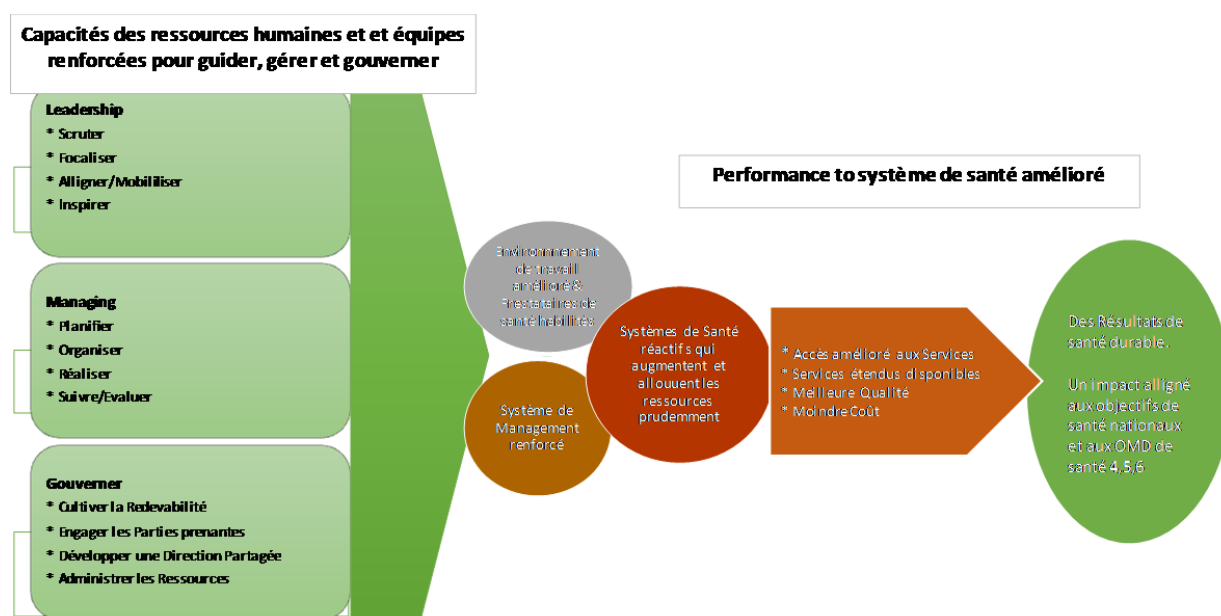 Capacités des ressources humaines et et équipes
renforcées pour guider, gérer et gouverner
Leadership
* Scruter
* Focaliser
* Alligner/Mobililiser
* Inspirer
Managing
* Planifier
* Organiser
* Réaliser
* Suivre/Evaluer
Gouverner
* Cultiver la Redevabilité
* Engager les Parties prenantes
* Développer une Direction Partagée
* Administrer les Ressources
Performance to système de santé amélioré
Environnnement
de travail
amélioré &
Prestataires de
santé habilités
Système de
Management
renforcé
Systèmes de Santé
réactifs qui
augmentent et
allouuent les
ressources
prudemment
* Accès amélioré aux Services
* Services étendus disponibles
* Meilleure Qualité
* Moindre Coût
Des Résultats de
santé durable.
Un impact alligné
aux objectifs de
santé nationaux
et aux OMD de
santé 4,5,6